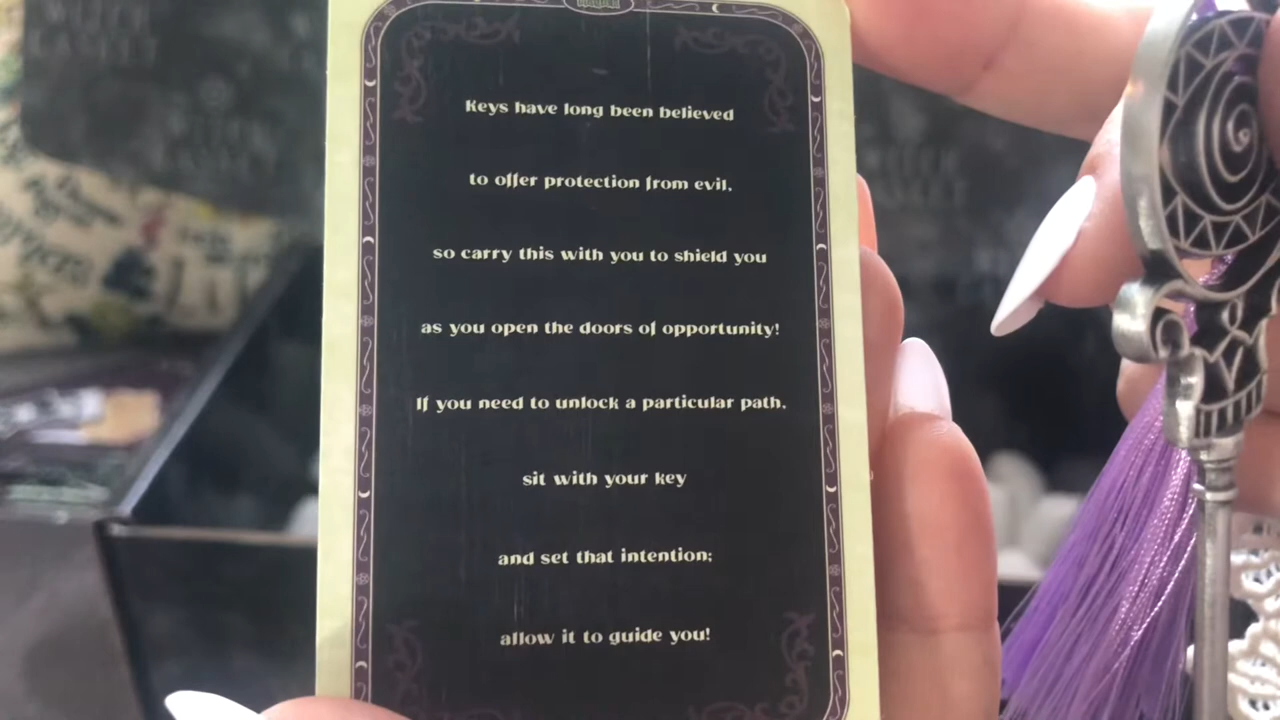 WITCH
CASKET
Keys have long been believed
to offer protection from evil,
so carry this with you to shield you
as you open the doors of opportunity!
If you need to unlock a particular path,
sit with your key
and set that intention;
allow it to guide you!